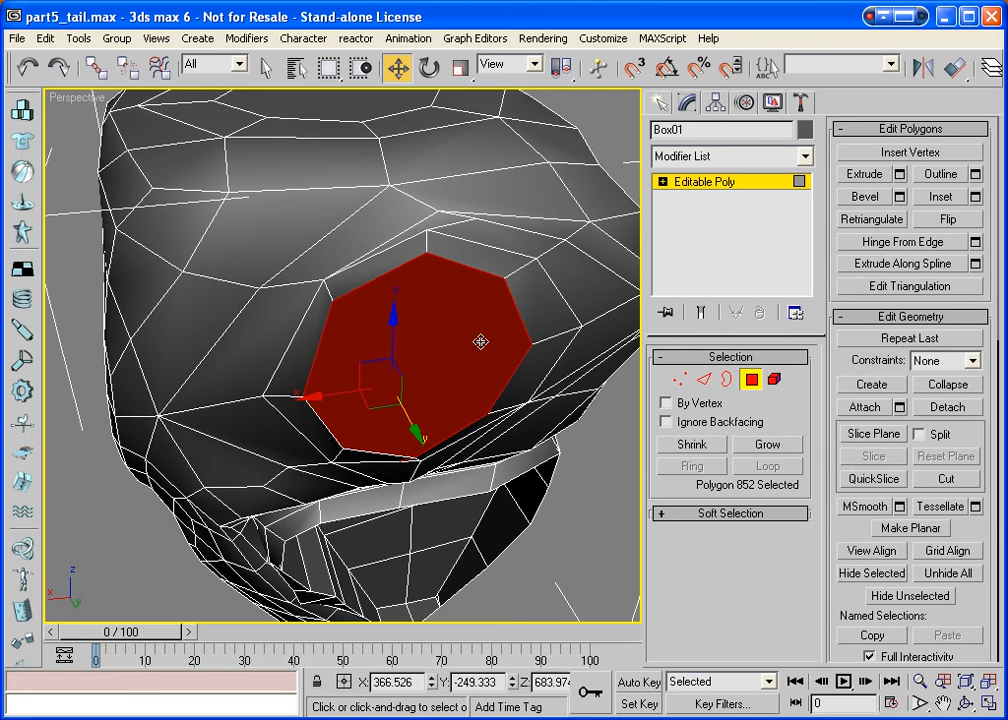 part5_tail.max - 3ds max 6 - Not for Resale - Stand-alone License
File Edit Tools Group Views Create Modifiers Character reactor Animation Graph Editors Rendering Customize MAXScript Help
All View
Perspective
Box01
Modifier List
Editable Poly
Selection
By Vertex
Ignore Backfacing
Shrink Grow
Ring Loop
Polygon 852 Selected
Soft Selection
Edit Polygons
Insert Vertex
Extrude Outline
Bevel Inset
Retriangulate Flip
Hinge From Edge
Extrude Along Spline
Edit Triangulation
Edit Geometry
Repeat Last
Constraints: None
Create Collapse
Attach Detach
Slice Plane Split
Slice Reset Plane
QuickSlice Cut
MSmooth Tessellate
Make Planar
View Align Grid Align
Hide Selected Unhide All
Hide Unselected
Named Selections:
Copy Paste
Full Interactivity
z
x
y
z
x
y
0 / 100
0 10 20 30 40 50 60 70 80 90 100
X: 366.526 Y: -249.333 Z: 683.974
Auto Key Selected
Click or click-and-drag to select o Add Time Tag
Set Key Key Filters... 0